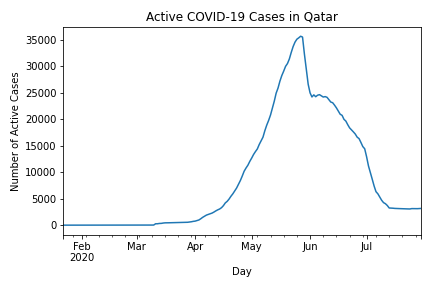 Active COVID-19 Cases in Qatar
Number of Active Cases
35000
30000
25000
20000
15000
10000
5000
0
Feb Mar Apr May Jun Jul
2020
Day